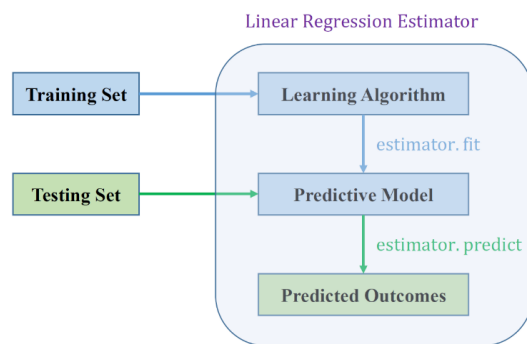 Linear Regression Estimator
Training Set
Learning Algorithm
estimator. fit
Testing Set
Predictive Model
estimator. predict
Predicted Outcomes